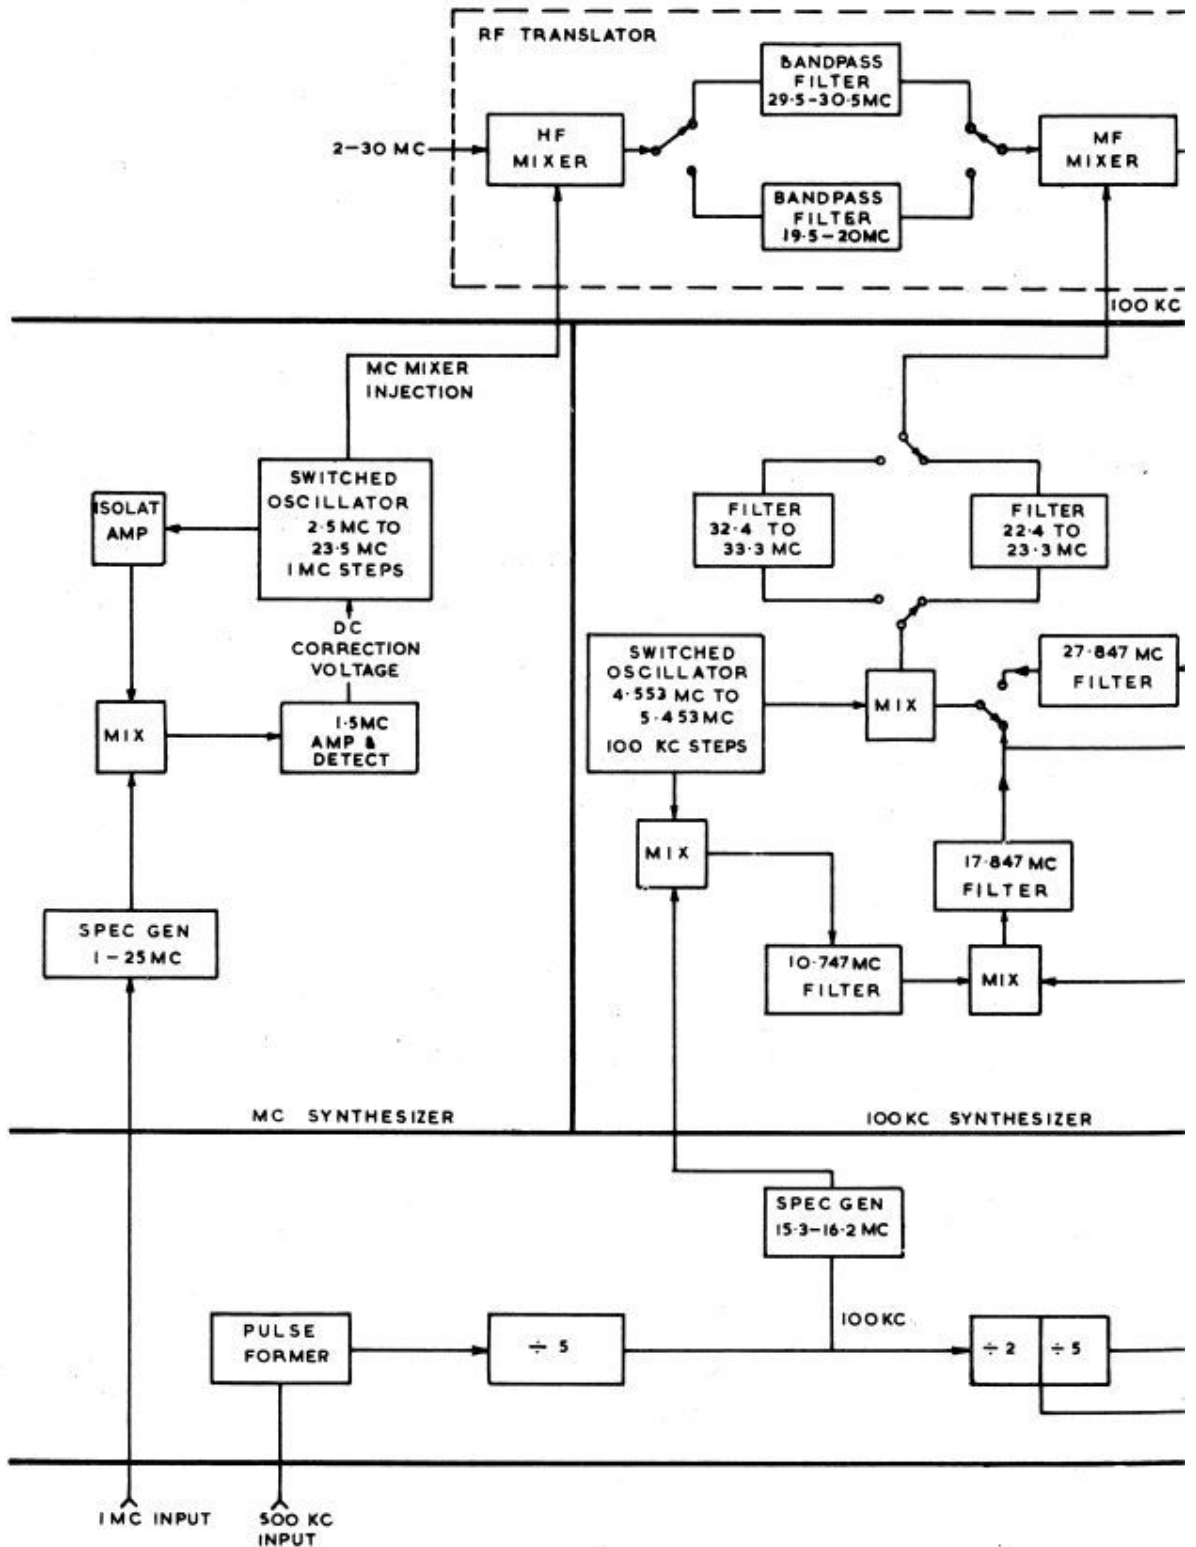 RF TRANSLATOR
BANDPASS
FILTER
29·5-30·5MC
2-30 MC
HF
MIXER
MF
MIXER
BANDPASS
FILTER
19·5-20MC
100 KC
MC MIXER
INJECTION
SWITCHED
OSCILLATOR
2·5MC TO
23·5 MC
1MC STEPS
ISOLAT
AMP
FILTER
32·4 TO
33·3 MC
FILTER
22·4 TO
23·3 MC
DC
CORRECTION
VOLTAGE
SWITCHED
OSCILLATOR
4·553 MC TO
5·453MC
100 KC STEPS
27·847 MC
FILTER
MIX
MIX
1·5MC
AMP &
DETECT
MIX
17·847 MC
FILTER
SPEC GEN
1-25MC
10·747MC
FILTER
MIX
MC SYNTHESIZER
100KC SYNTHESIZER
SPEC GEN
15·3-16·2 MC
100KC
PULSE
FORMER
÷ 5
÷2
÷5
1MC INPUT
500 KC
INPUT